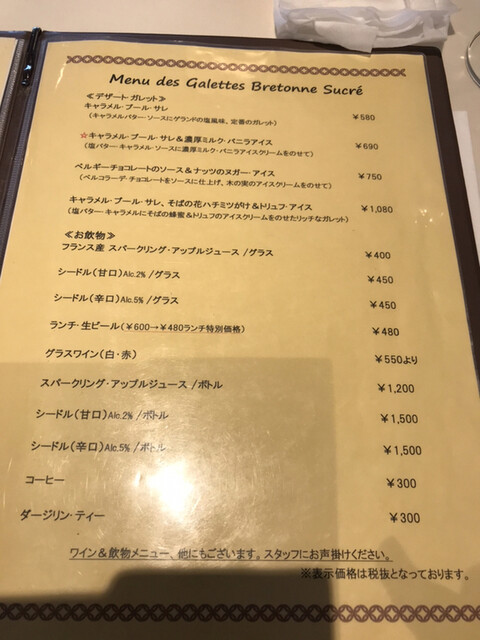 Menu des Galettes Bretonne Sucré
≪デザート・ガレット≫
キャラメル・ブール・サレ ￥580
(キャラメルバター・ソースにゲランドの塩風味、定番のガレット)
☆キャラメル・ブール・サレ＆濃厚ミルク・バニラアイス ￥690
(塩バター・キャラメル・ソースに濃厚ミルク・バニラアイスクリームをのせて)
ベルギーチョコレートのソース＆ナッツのヌガー・アイス ￥750
(ベルコラーデ・チョコレートをソースに仕上げ、木の実のアイスクリームをのせて)
キャラメル・ブール・サレ、そばの花ハチミツがけ＆トリュフ・アイス ￥1,080
(塩バター・キャラメルにそばの蜂蜜＆トリュフのアイスクリームをのせたリッチなガレット)
≪お飲物≫
フランス産 スパークリング・アップルジュース/グラス ￥400
シードル(甘口)Alc.2% /グラス ￥450
シードル(辛口)Alc.5% /グラス ￥450
ランチ・生ビール(￥600→￥480ランチ特別価格) ￥480
グラスワイン(白・赤) ￥550より
スパークリング・アップルジュース /ボトル ￥1,200
シードル(甘口)Alc.2% /ボトル ￥1,500
シードル(辛口)Alc.5% /ボトル ￥1,500
コーヒー ￥300
ダージリン・ティー ￥300
ワイン＆飲物メニュー、他にもございます。スタッフにお声掛けください。
※表示価格は税抜となっております。